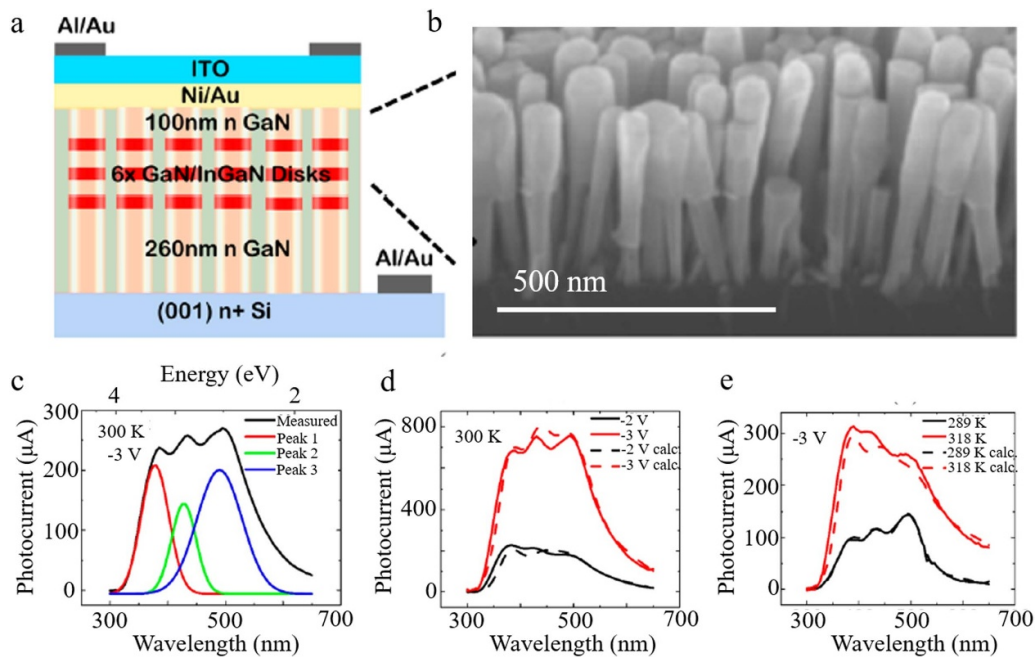 a
Al/Au
ITO
Ni/Au
100nm n GaN
6x GaN/InGaN Disks
260nm n GaN
Al/Au
(001) n+ Si
b
500 nm
c
Energy (eV)
4
2
300 K
-3 V
Measured
Peak 1
Peak 2
Peak 3
Photocurrent (μA)
300
200
100
0
300
500
700
Wavelength (nm)
d
300 K
-2 V
-3 V
-2 V calc.
-3 V calc.
Photocurrent (μA)
800
400
0
300
500
700
Wavelength (nm)
e
-3 V
289 K
318 K
289 K calc.
318 K calc.
Photocurrent (μA)
300
200
100
0
300
500
700
Wavelength (nm)